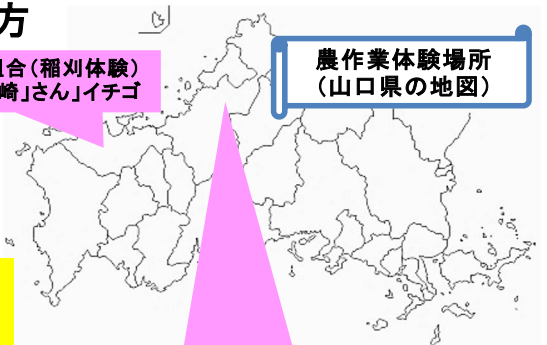 方
組合（稲刈体験）
崎」さん」イチゴ
農作業体験場所
（山口県の地図）